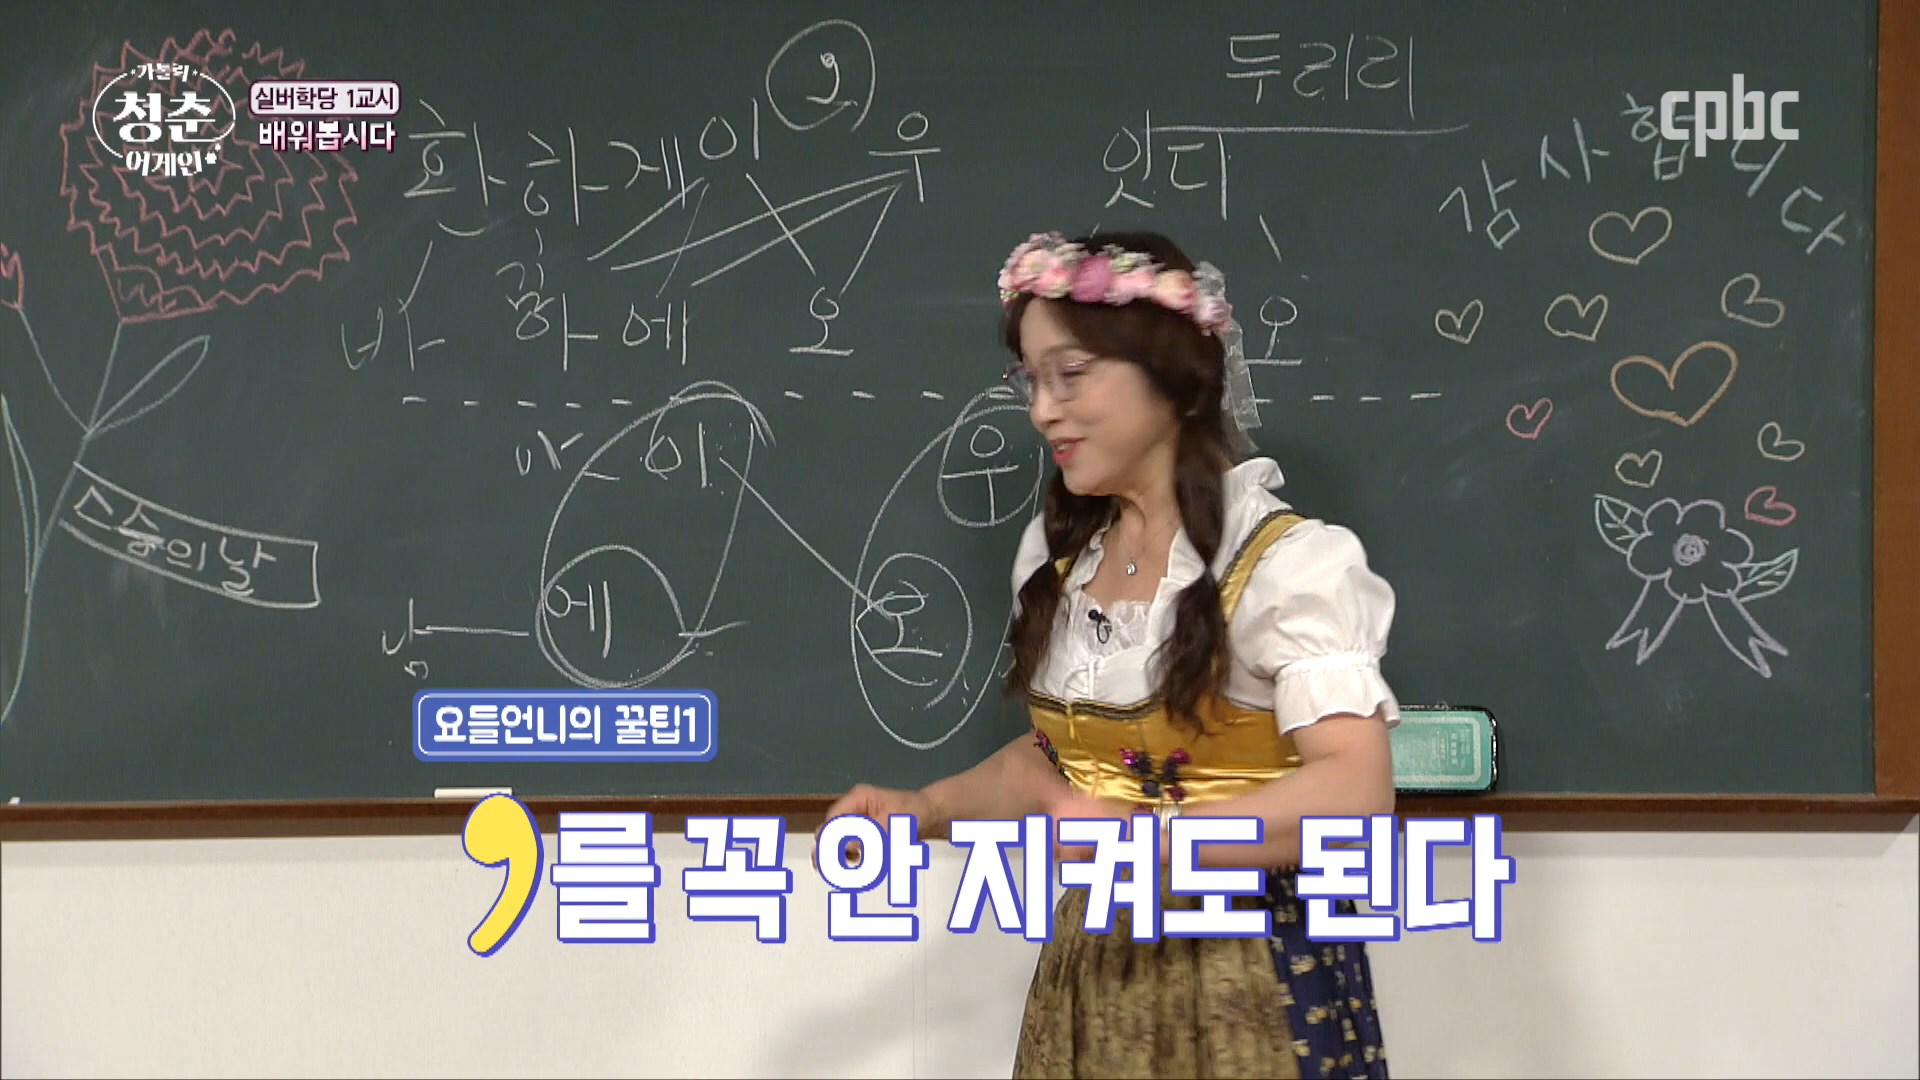 가톨릭
청춘
어게인
실버학당 1교시
배워봅시다
cpbc
두리리
환하게 이 우 잇디
감사합니다
바 하에 오 오
아 이 우
스승의 날
에 오
요들언니의 꿀팁1
,를 꼭 안 지켜도 된다